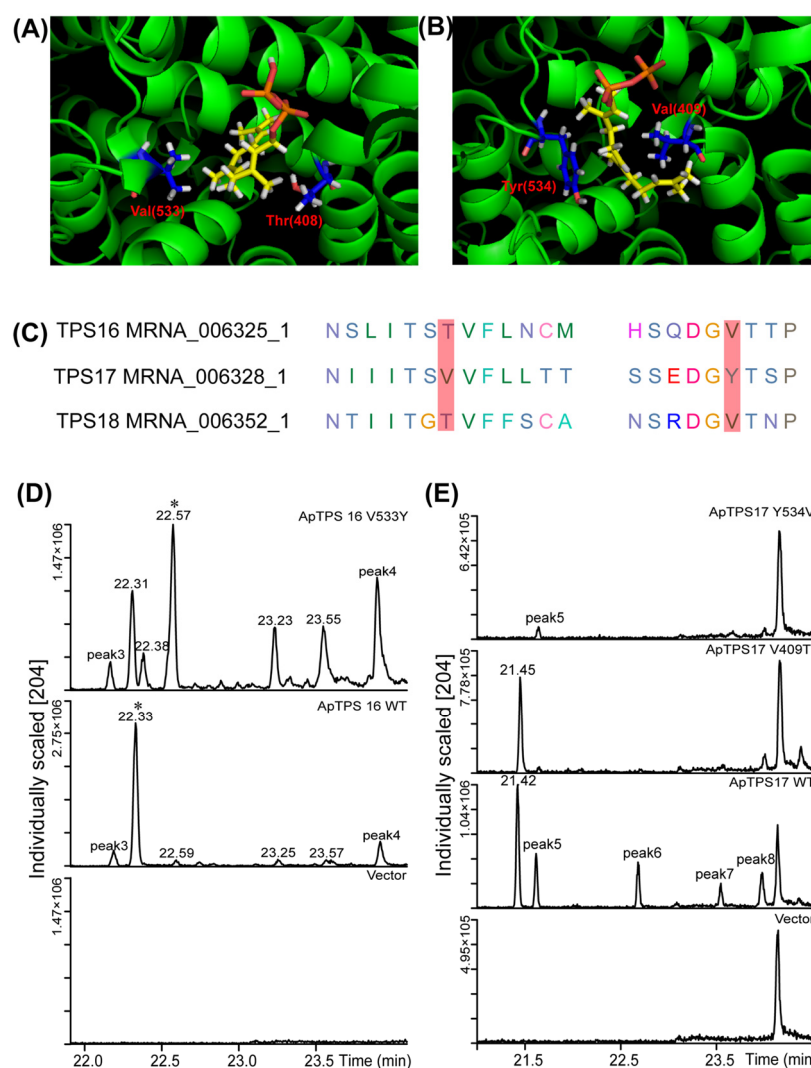 (A)
Val(533)
Thr(408)
(B)
Val(409)
Tyr(534)
(C)
TPS16 MRNA_006325_1 N S L I T S T V F L N C M H S Q D G V T T P
TPS17 MRNA_006328_1 N I I I T S V V F L L T T S S E D G Y T S P
TPS18 MRNA_006352_1 N T I I T G T V F F S C A N S R D G V T N P
(D)
Individually scaled [204]
1.47×106
ApTPS 16 V533Y
peak3
22.31
22.38
*
22.57
23.23
23.55
peak4
2.75×106
ApTPS 16 WT
peak3
*
22.33
22.59
23.25
23.57
peak4
1.47×106
Vector
22.0 22.5 23.0 23.5 Time (min)
(E)
Individually scaled [204]
6.42×105
ApTPS17 Y534V
peak5
7.78×105
ApTPS17 V409T
21.45
1.04×106
ApTPS17 WT
21.42
peak5
peak6
peak7
peak8
4.95×105
Vector
21.5 22.5 23.5 Time (min)